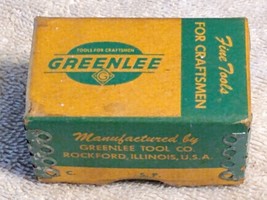 TOOLS FOR CRAFTSMEN
GREENLEE
G
Fine Tools
FOR CRAFTSMEN
Manufactured by
GREENLEE TOOL CO.
ROCKFORD, ILLINOIS, U.S.A.